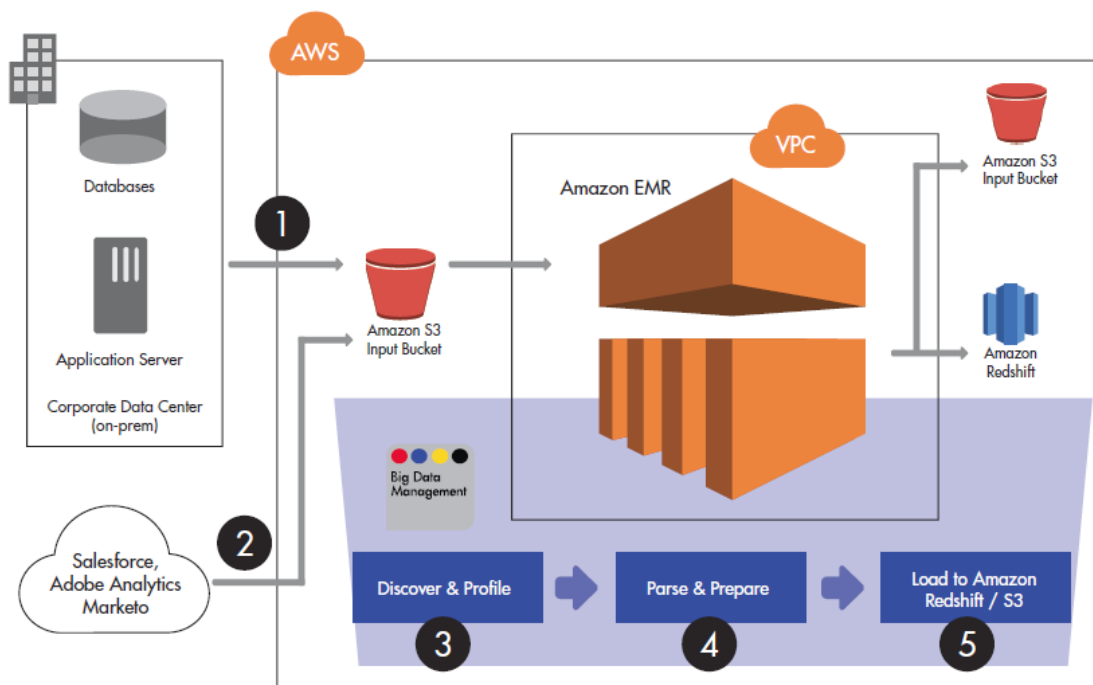 AWS
Databases
Application Server
Corporate Data Center
(on-prem)
1
Amazon S3
Input Bucket
VPC
Amazon EMR
Amazon S3
Input Bucket
Amazon
Redshift
Salesforce,
Adobe Analytics
Marketo
2
Big Data
Management
Discover & Profile
3
Parse & Prepare
4
Load to Amazon
Redshift / S3
5